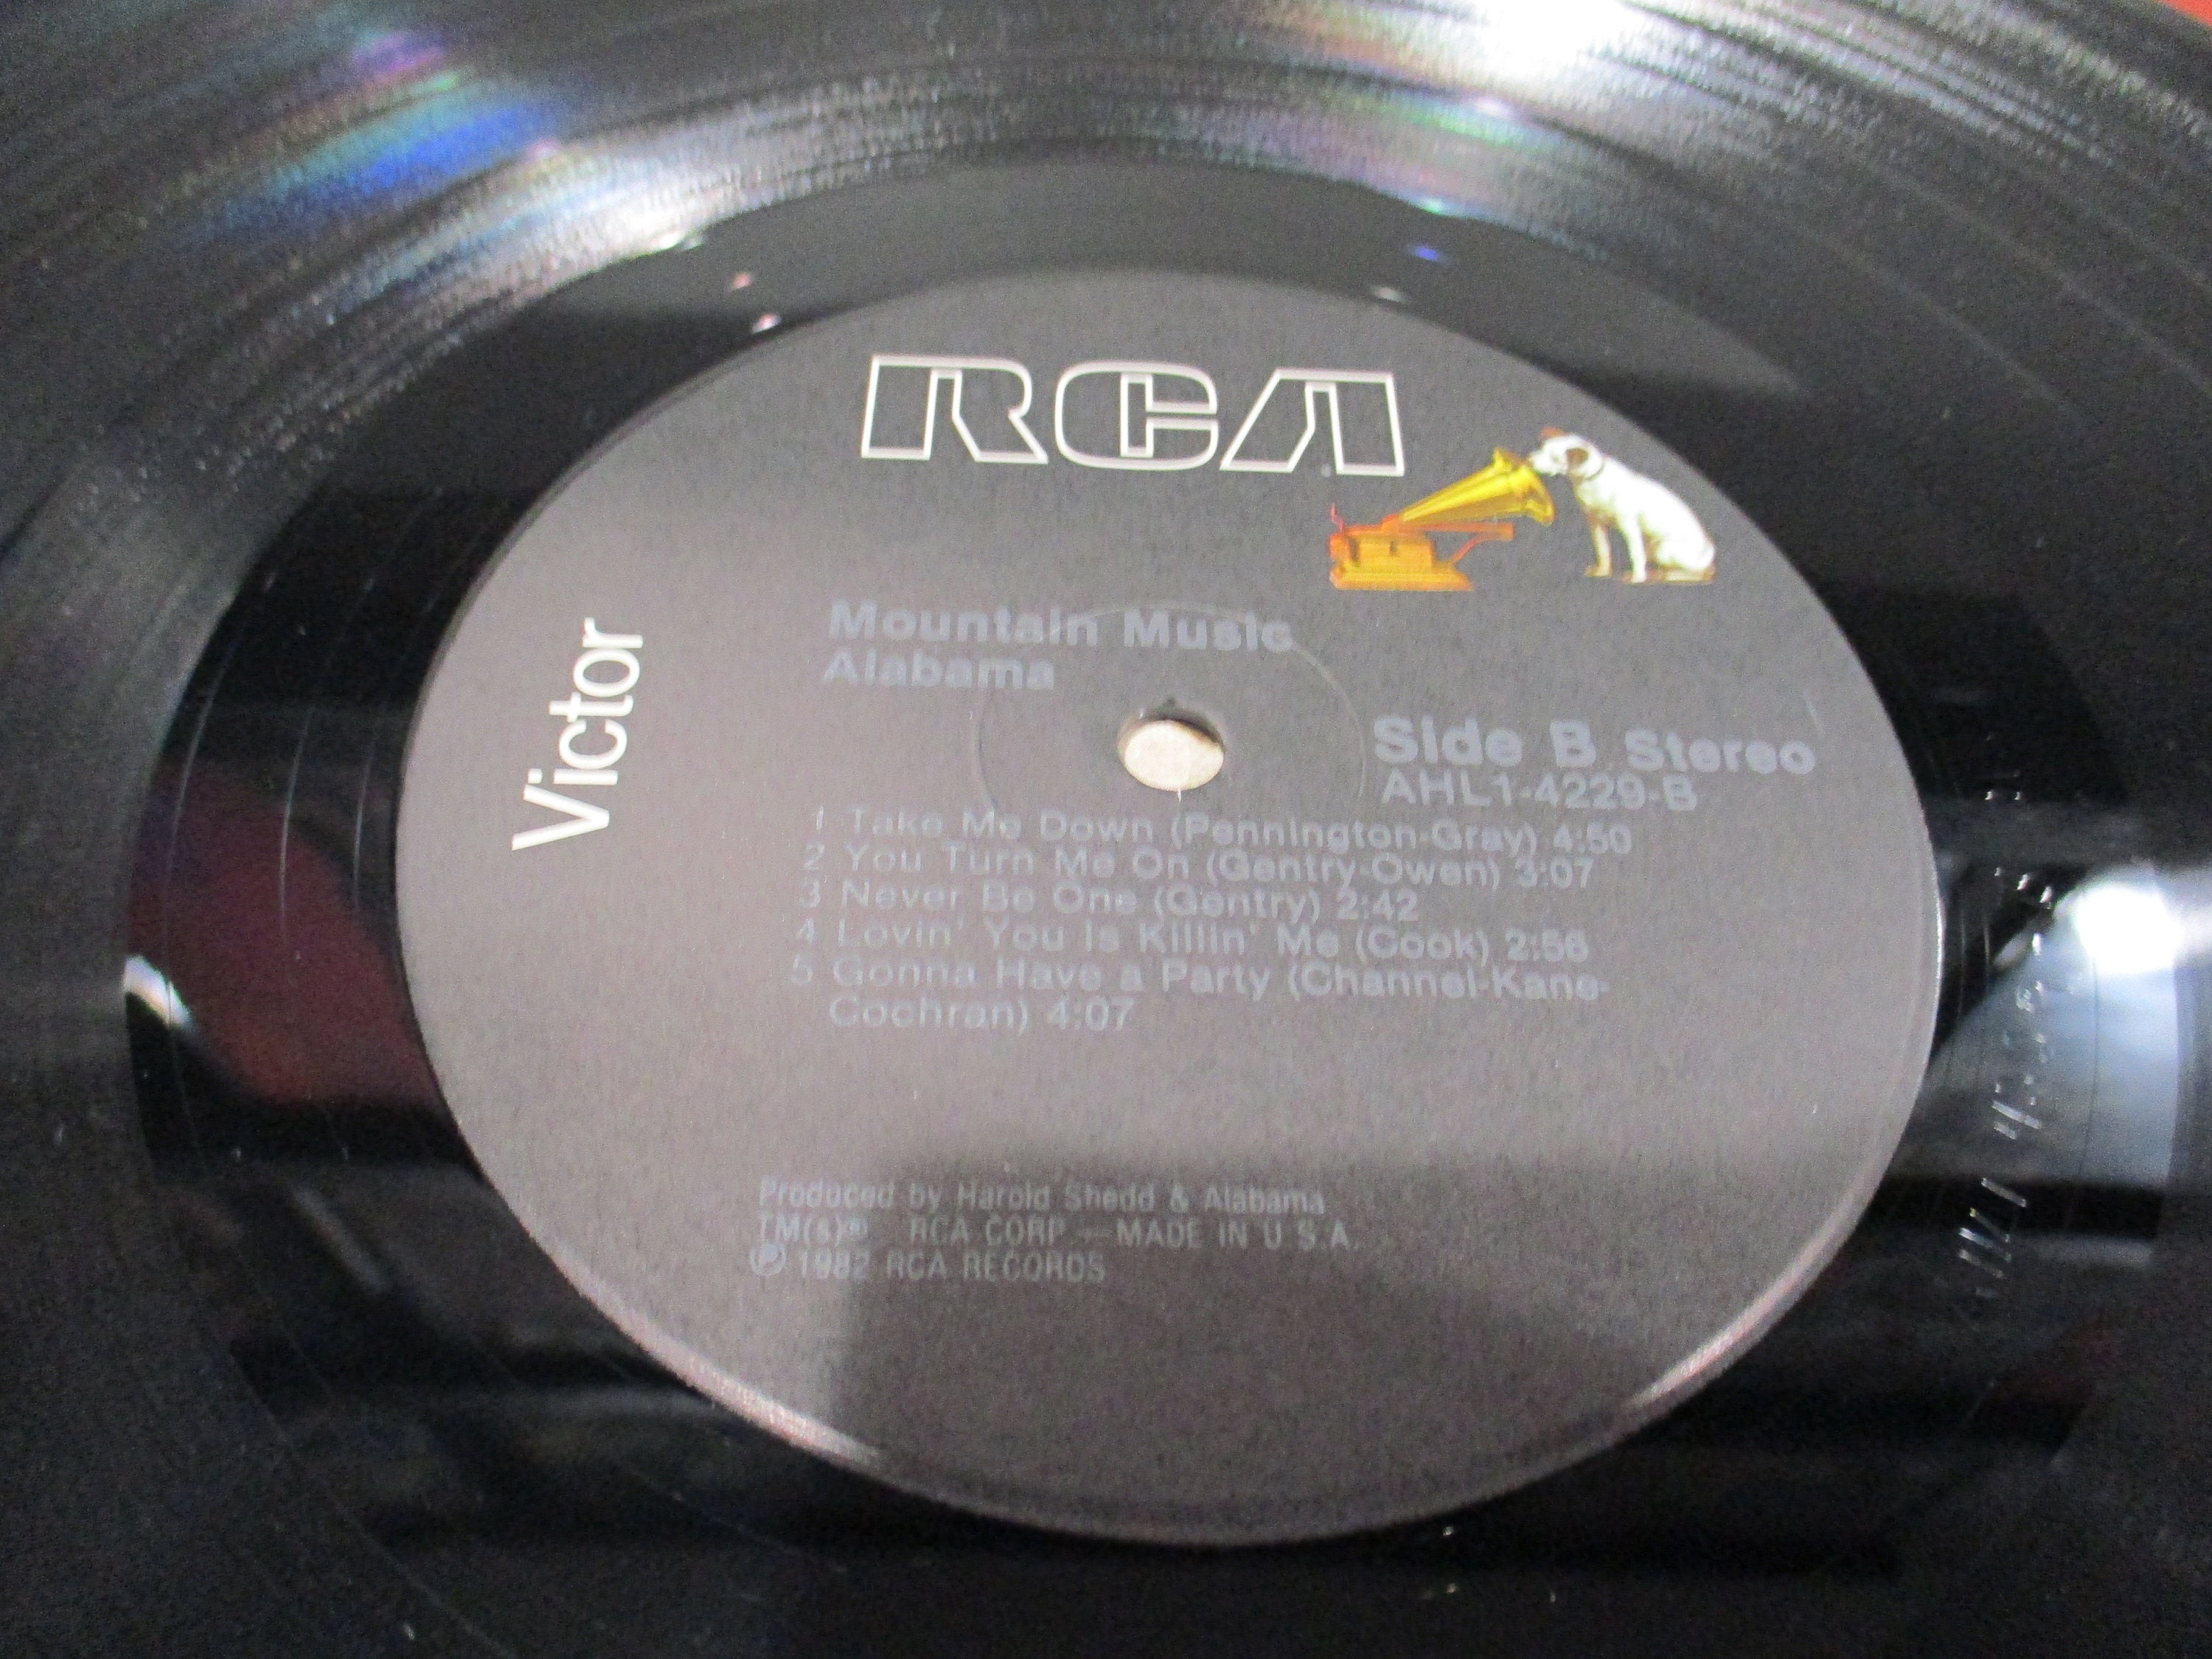 RCA
Victor
Mountain Music
Alabama
Side B Stereo
AHL1-4229-B
1 Take Me Down (Pennington-Gray) 4:50
2 You Turn Me On (Gentry-Owen) 3:07
3 Never Be One (Gentry) 2:42
4 Lovin' You Is Killin' Me (Cook) 2:56
5 Gonna Have a Party (Channel-Kane-
Cochran) 4:07
Produced by Harold Shedd & Alabama
TM(s)® RCA CORP — MADE IN U.S.A.
℗ 1982 RCA RECORDS